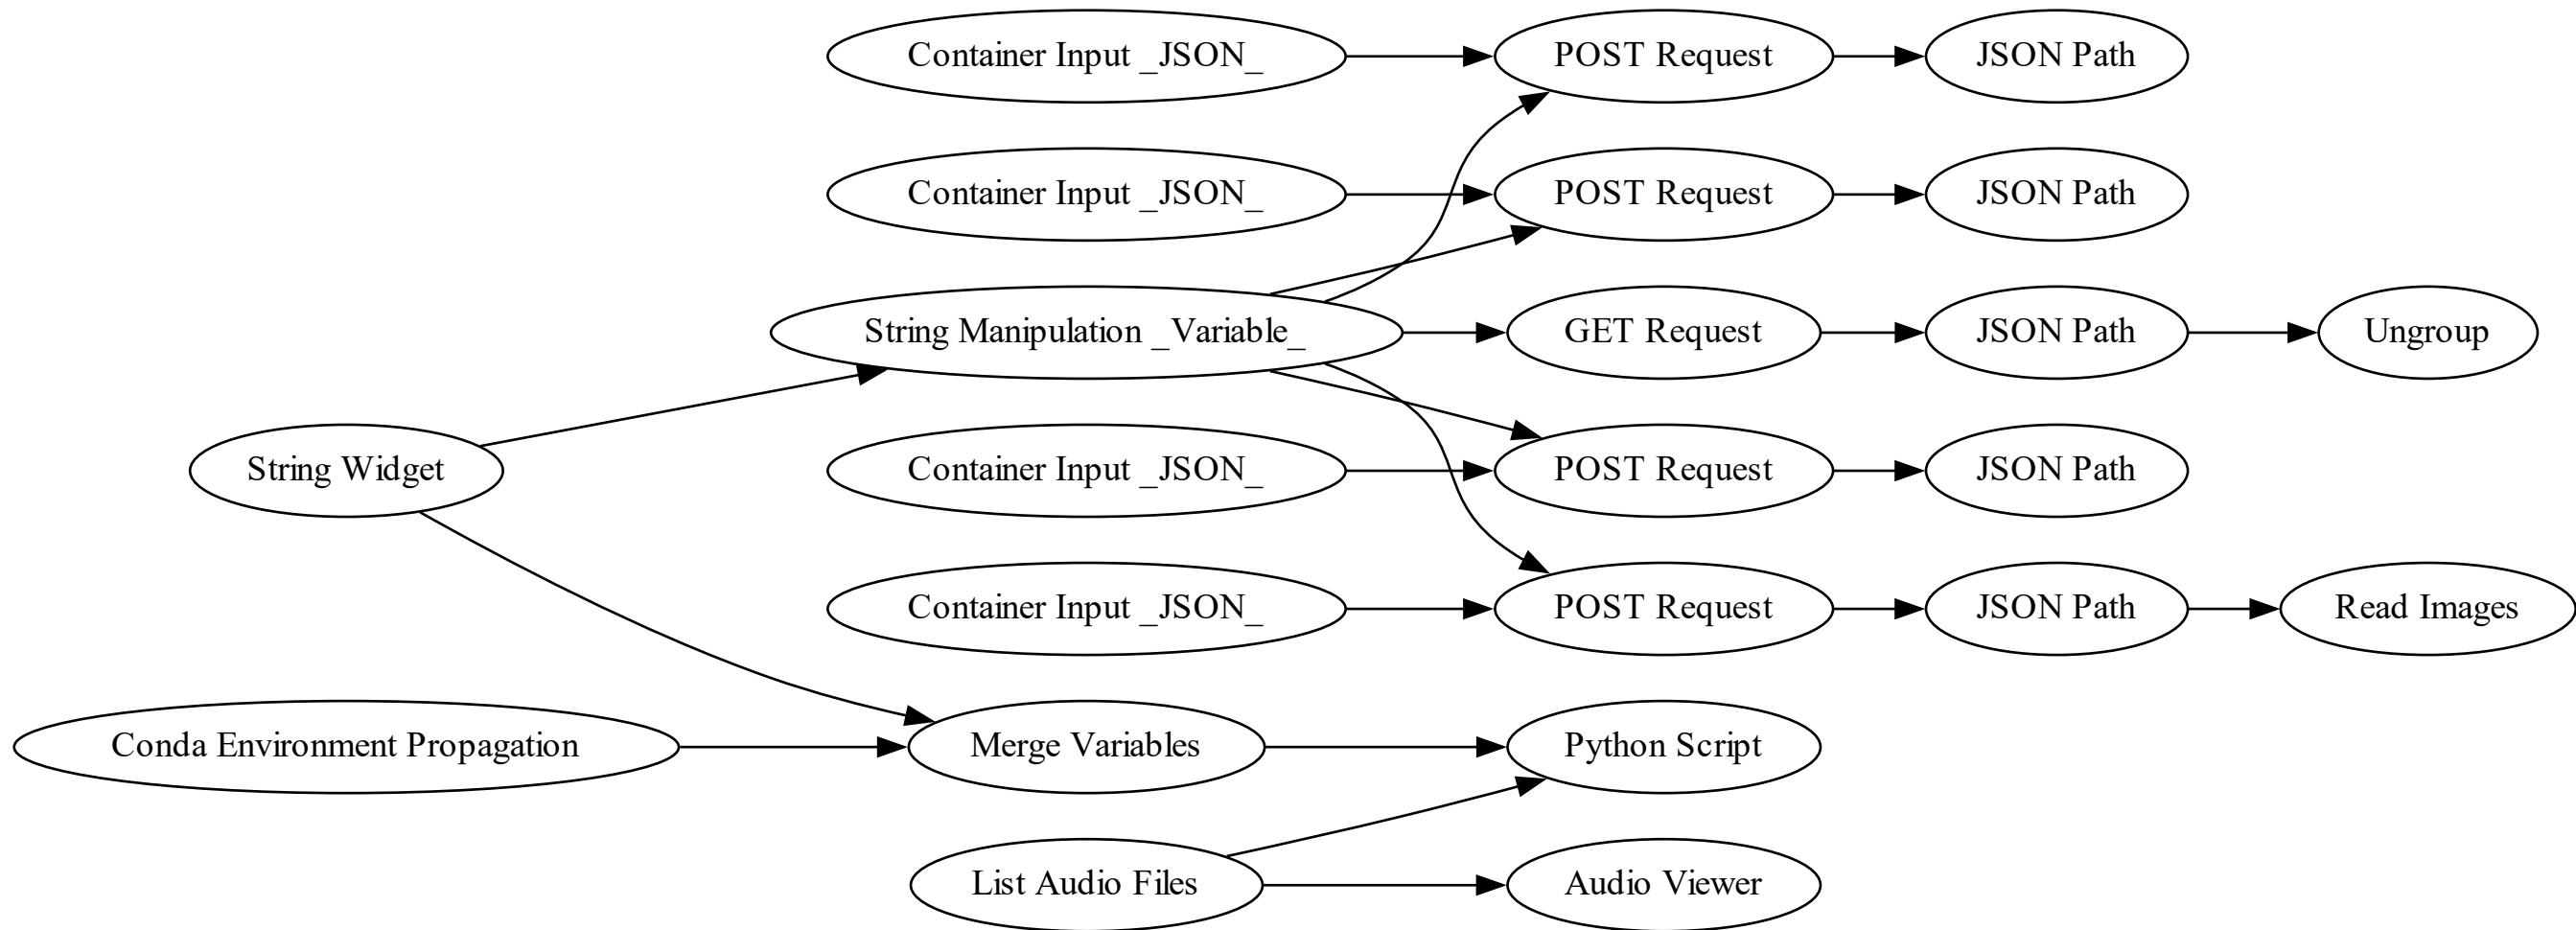 Container Input _JSON_
POST Request
JSON Path
Container Input _JSON_
POST Request
JSON Path
String Manipulation _Variable_
GET Request
JSON Path
Ungroup
String Widget
Container Input _JSON_
POST Request
JSON Path
Container Input _JSON_
POST Request
JSON Path
Read Images
Conda Environment Propagation
Merge Variables
Python Script
List Audio Files
Audio Viewer